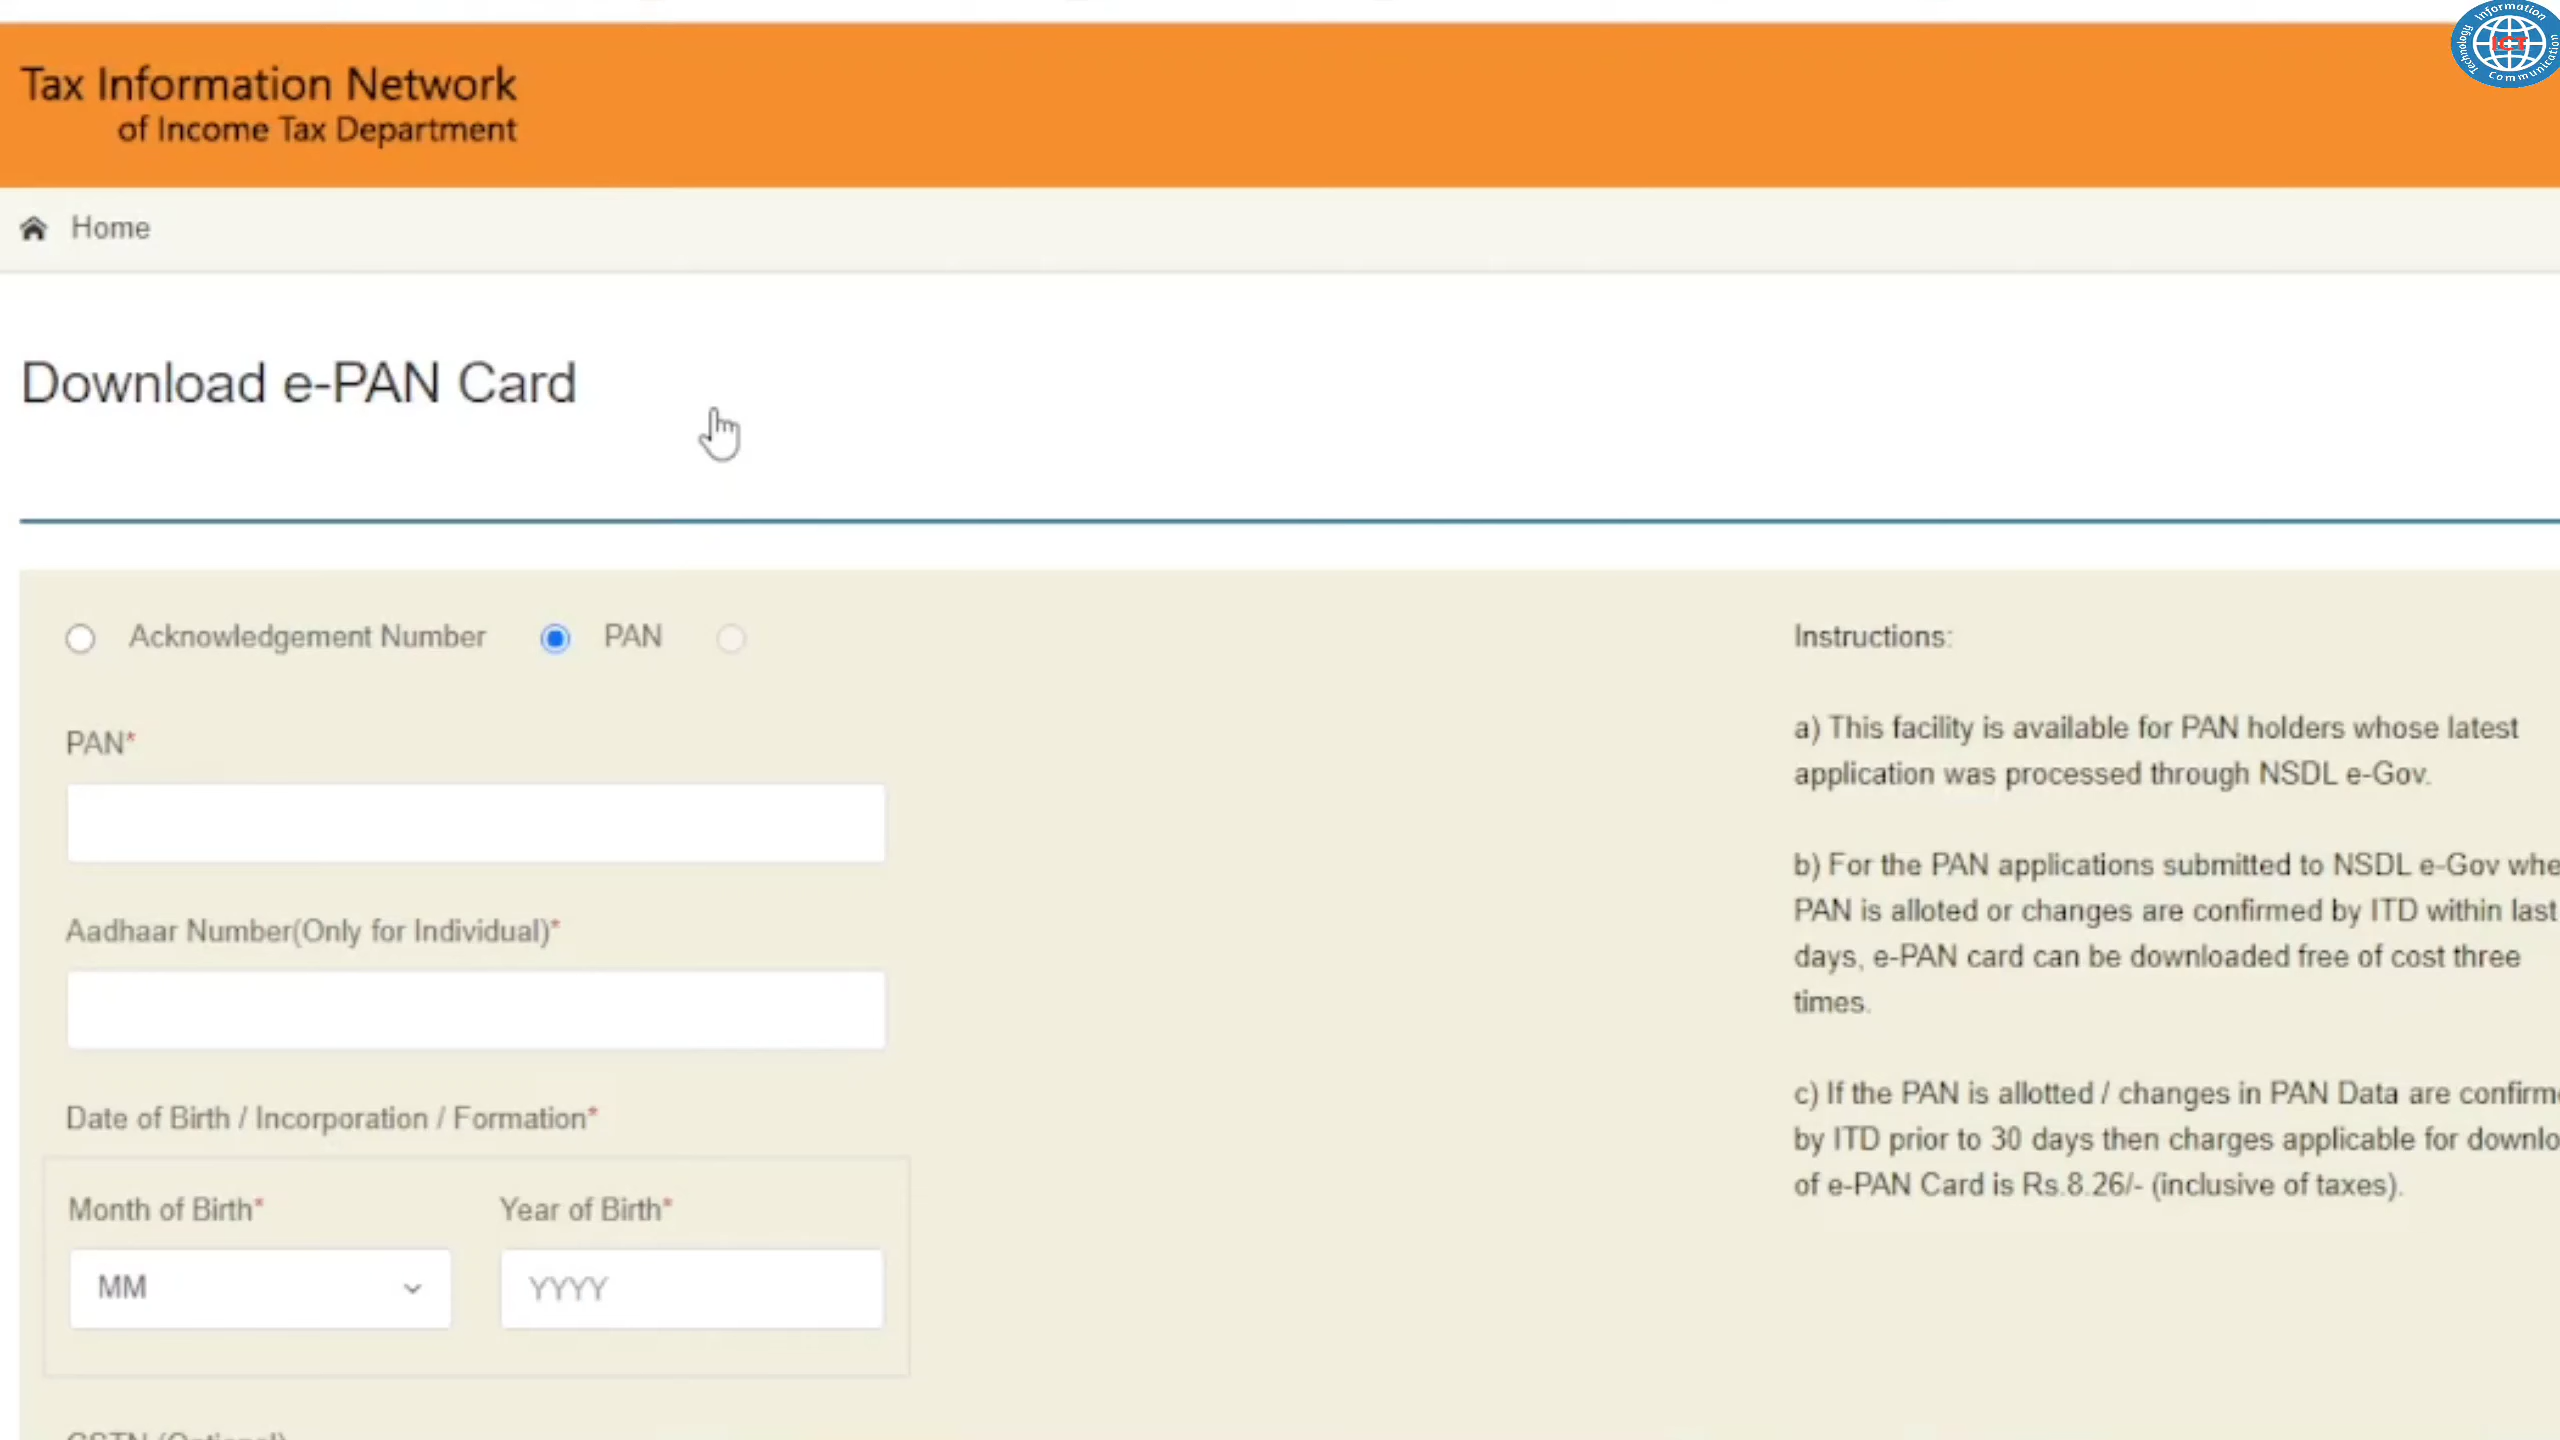 Tax Information Network
of Income Tax Department
Information
Technology
ICT
Communication
Home
Download e-PAN Card
Acknowledgement Number
PAN
PAN*
Aadhaar Number(Only for Individual)*
Date of Birth / Incorporation / Formation*
Month of Birth*
Year of Birth*
MM
YYYY
Instructions:
a) This facility is available for PAN holders whose latest
application was processed through NSDL e-Gov.
b) For the PAN applications submitted to NSDL e-Gov whe
PAN is alloted or changes are confirmed by ITD within last
days, e-PAN card can be downloaded free of cost three
times.
c) If the PAN is allotted / changes in PAN Data are confirm
by ITD prior to 30 days then charges applicable for downlo
of e-PAN Card is Rs.8.26/- (inclusive of taxes).